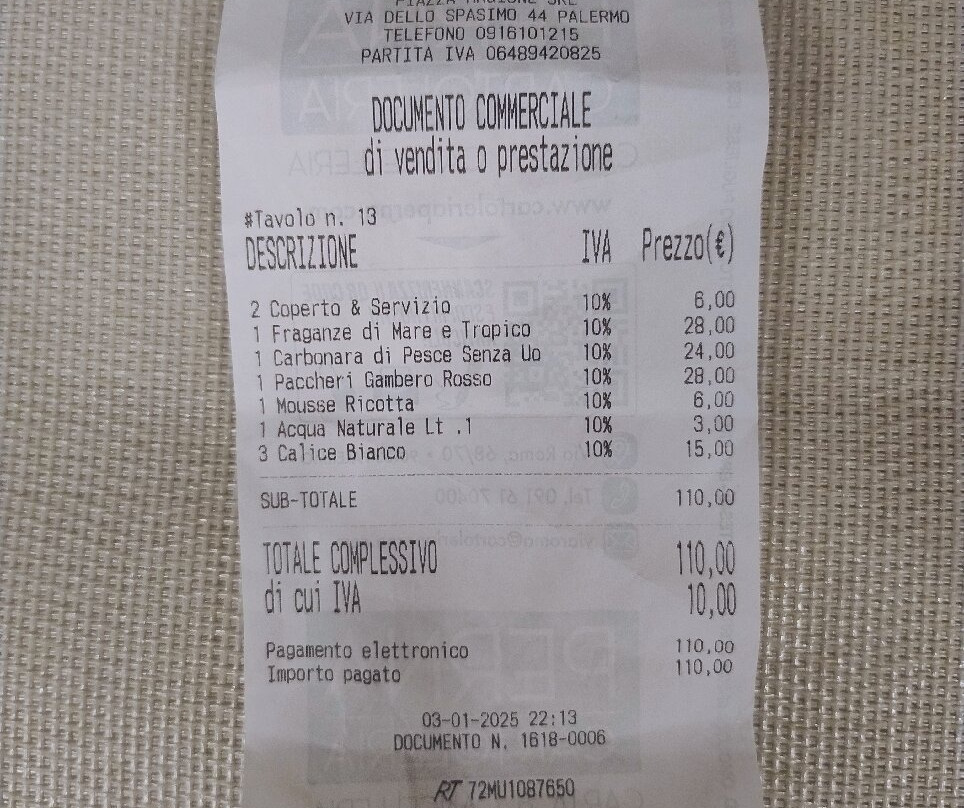 VIA DELLO SPASIMO 44 PALERMO
TELEFONO 0916101215
PARTITA IVA 06489420825
DOCUMENTO COMMERCIALE
di vendita o prestazione
#Tavolo n. 13
DESCRIZIONE IVA Prezzo(€)
2 Coperto & Servizio 10% 6,00
1 Fraganze di Mare e Tropico 10% 28,00
1 Carbonara di Pesce Senza Uo 10% 24,00
1 Paccheri Gambero Rosso 10% 28,00
1 Mousse Ricotta 10% 6,00
1 Acqua Naturale Lt .1 10% 3,00
3 Calice Bianco 10% 15,00
SUB-TOTALE 110,00
TOTALE COMPLESSIVO 110,00
di cui IVA 10,00
Pagamento elettronico 110,00
Importo pagato 110,00
03-01-2025 22:13
DOCUMENTO N. 1618-0006
RT 72MU1087650